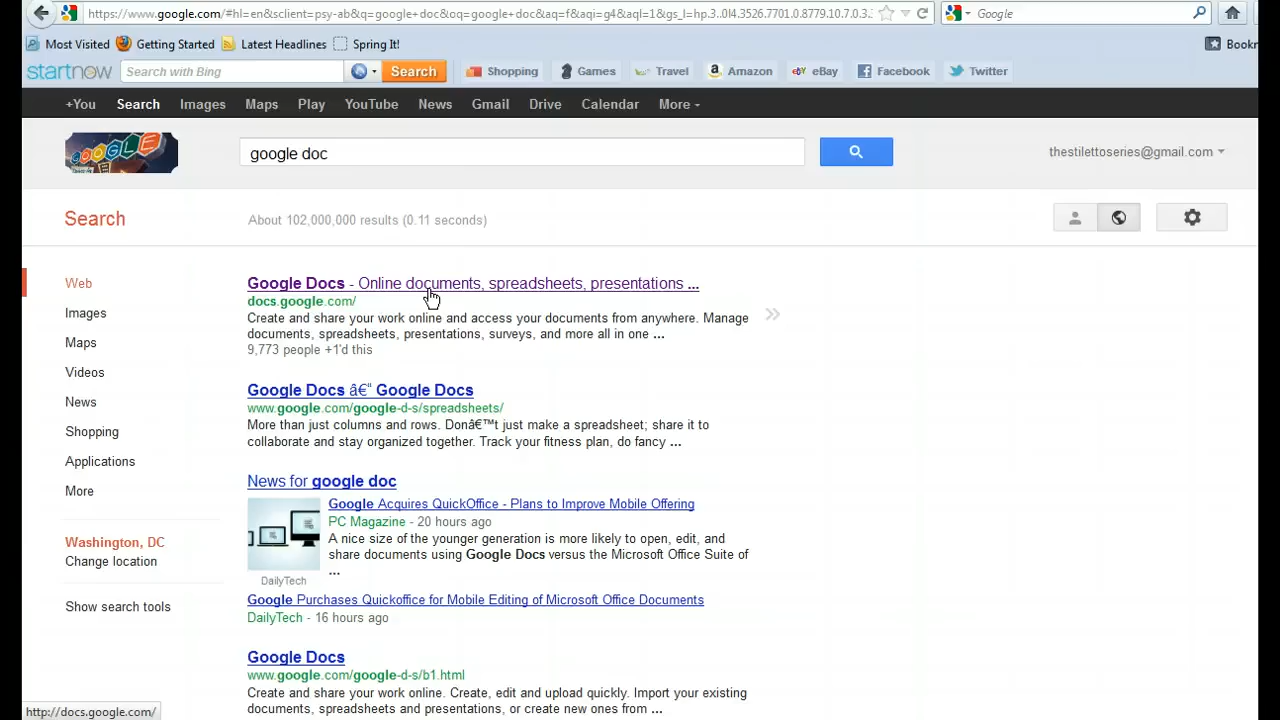 https://www.google.com/#hl=en&sclient=psy-ab&q=google+doc&oq=google+doc&aq=f&aqi=g4&aql=1&gs_l=hp.3..0l4.3526.7701.0.8779.10.7.0.3.
Google
Most Visited Getting Started Latest Headlines Spring It!
Bookn
startnow Search with Bing Search Shopping Games Travel Amazon eBay Facebook Twitter
+You Search Images Maps Play YouTube News Gmail Drive Calendar More
GOOGLE
google doc
thestilettoseries@gmail.com
Search
About 102,000,000 results (0.11 seconds)
Web
Images
Maps
Videos
News
Shopping
Applications
More
Washington, DC
Change location
Show search tools
Google Docs - Online documents, spreadsheets, presentations ...
docs.google.com/
Create and share your work online and access your documents from anywhere. Manage
documents, spreadsheets, presentations, surveys, and more all in one ...
9,773 people +1'd this
Google Docs â€“ Google Docs
www.google.com/google-d-s/spreadsheets/
More than just columns and rows. Donâ€™t just make a spreadsheet; share it to
collaborate and stay organized together. Track your fitness plan, do fancy ...
News for google doc
Google Acquires QuickOffice - Plans to Improve Mobile Offering
PC Magazine - 20 hours ago
A nice size of the younger generation is more likely to open, edit, and
share documents using Google Docs versus the Microsoft Office Suite of
...
DailyTech
Google Purchases Quickoffice for Mobile Editing of Microsoft Office Documents
DailyTech - 16 hours ago
Google Docs
www.google.com/google-d-s/b1.html
Create and share your work online. Create, edit and upload quickly. Import your existing
documents, spreadsheets and presentations, or create new ones from ...
http://docs.google.com/